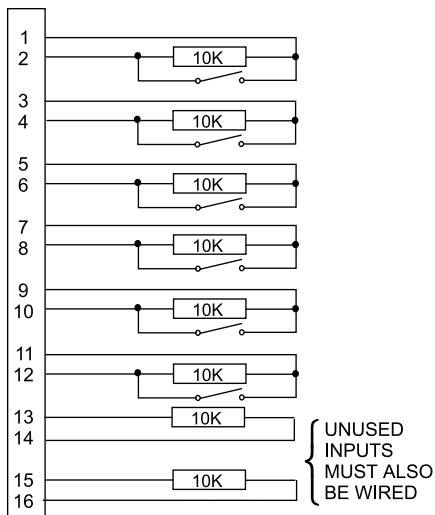 1
2 10K
3
4 10K
5
6 10K
7
8 10K
9
10 10K
11
12 10K
13 10K
14
15 10K
16
UNUSED
INPUTS
MUST ALSO
BE WIRED